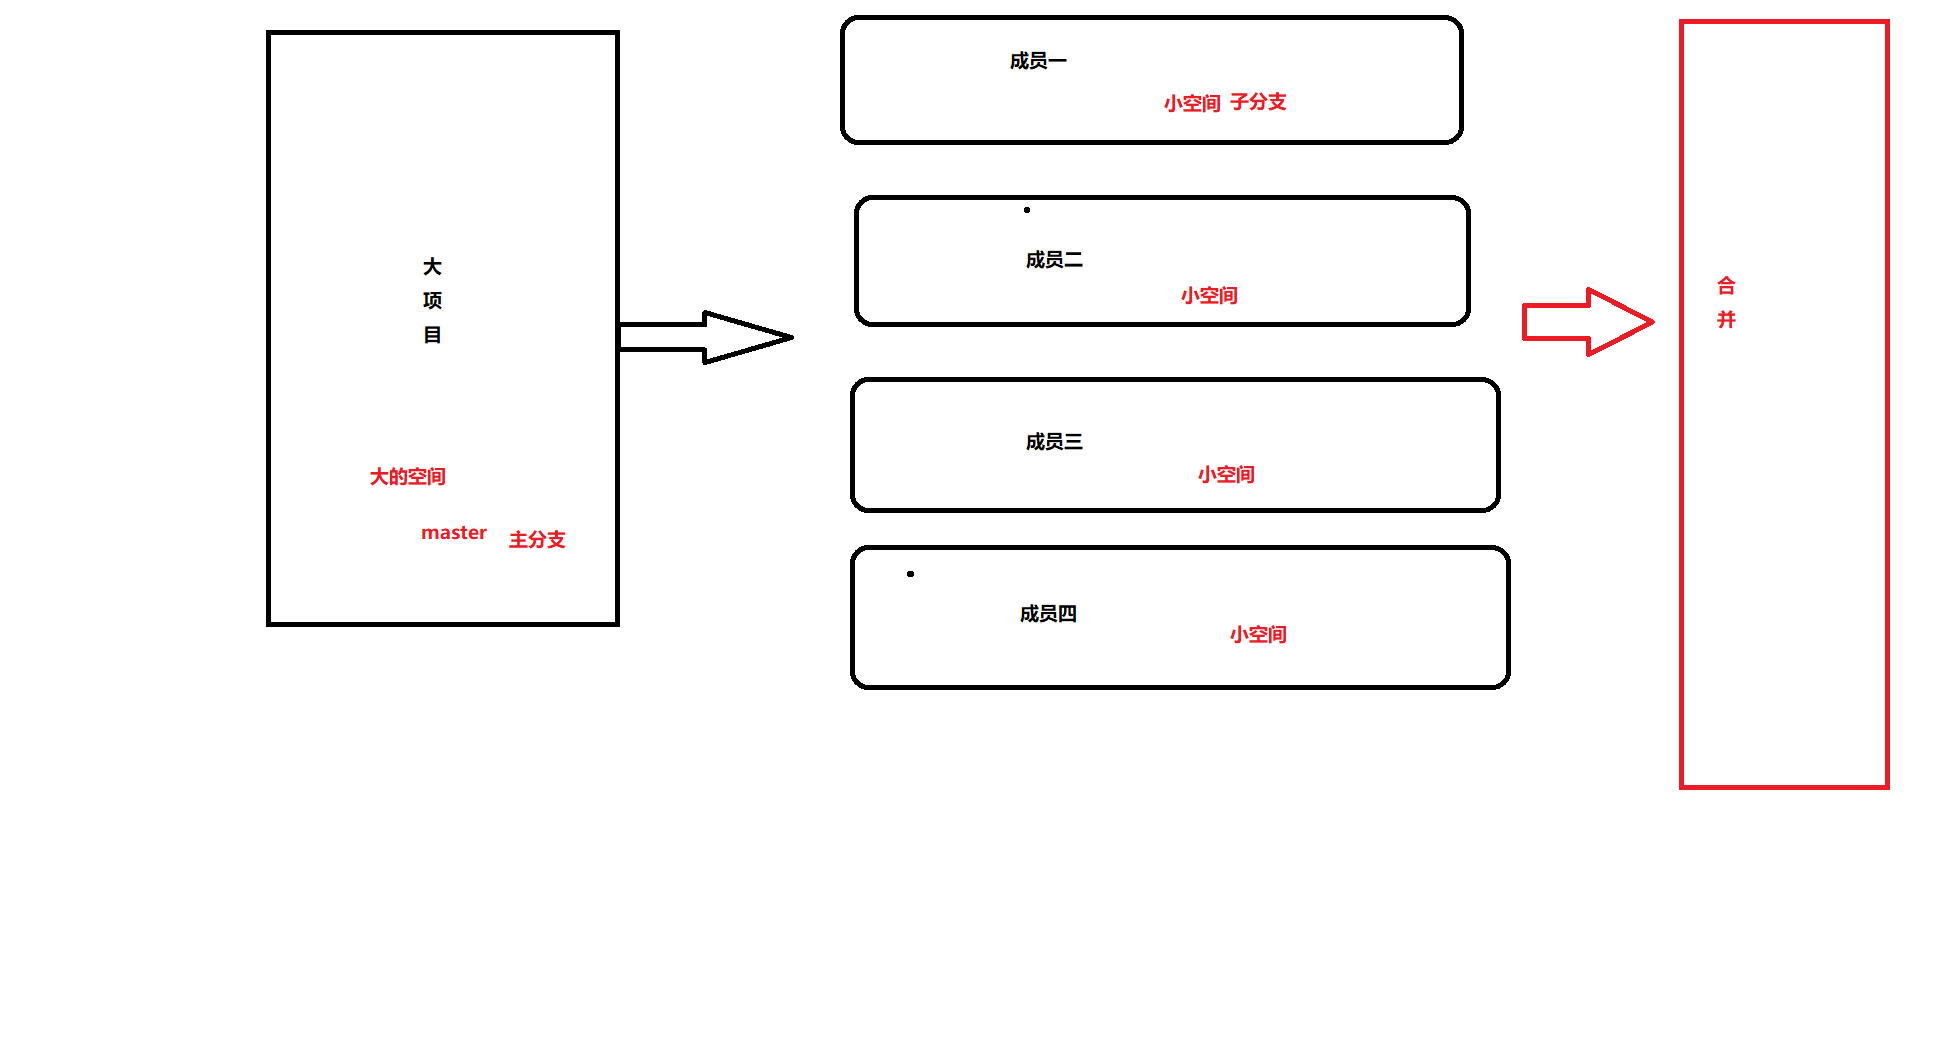 大
项
目
大的空间
master 主分支
成员一
小空间 子分支
成员二
小空间
成员三
小空间
成员四
小空间
合
并